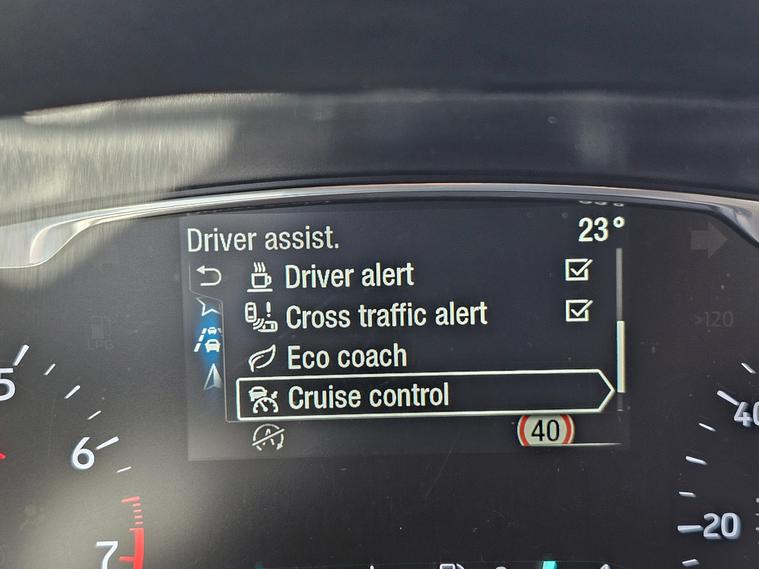 23°
Driver assist.
Driver alert
Cross traffic alert
Eco coach
Cruise control
40
>120
5
6
7
40
20